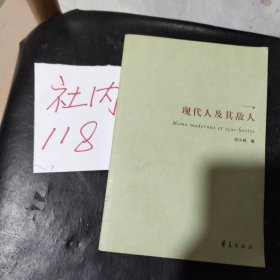 社内
118
现代人及其敌人
Homo modernus et ejus hostis
刘小枫 著
华夏出版社